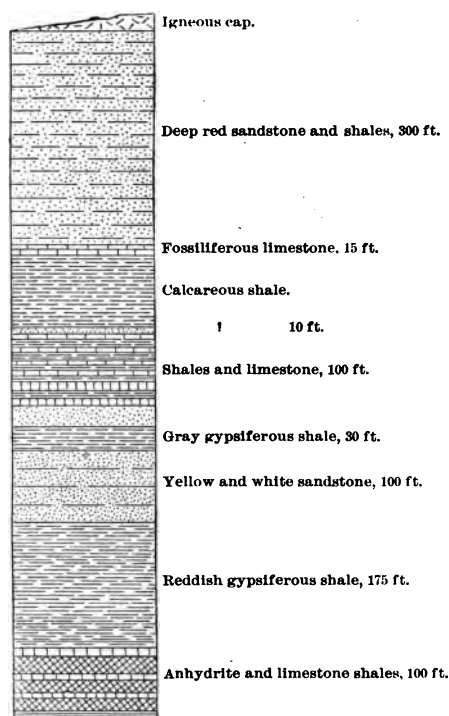 Igneous cap.
Deep red sandstone and shales, 300 ft.
Fossiliferous limestone. 15 ft.
Calcareous shale.
! 10 ft.
Shales and limestone, 100 ft.
Gray gypsiferous shale, 30 ft.
Yellow and white sandstone, 100 ft.
Reddish gypsiferous shale, 175 ft.
Anhydrite and limestone shales, 100 ft.